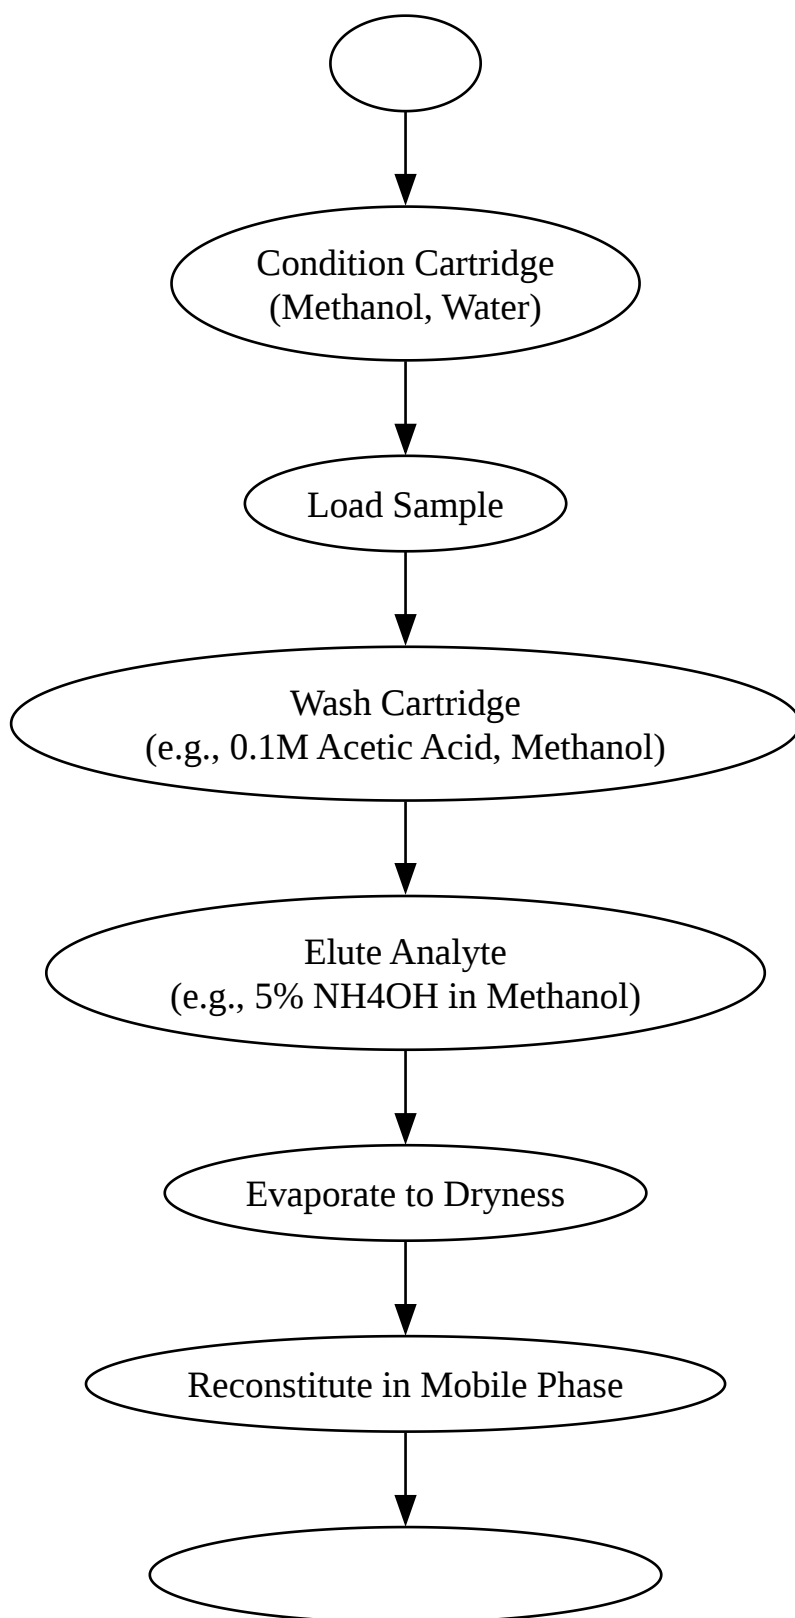 Condition Cartridge
(Methanol, Water)
Load Sample
Wash Cartridge
(e.g., 0.1M Acetic Acid, Methanol)
Elute Analyte
(e.g., 5% NH4OH in Methanol)
Evaporate to Dryness
Reconstitute in Mobile Phase